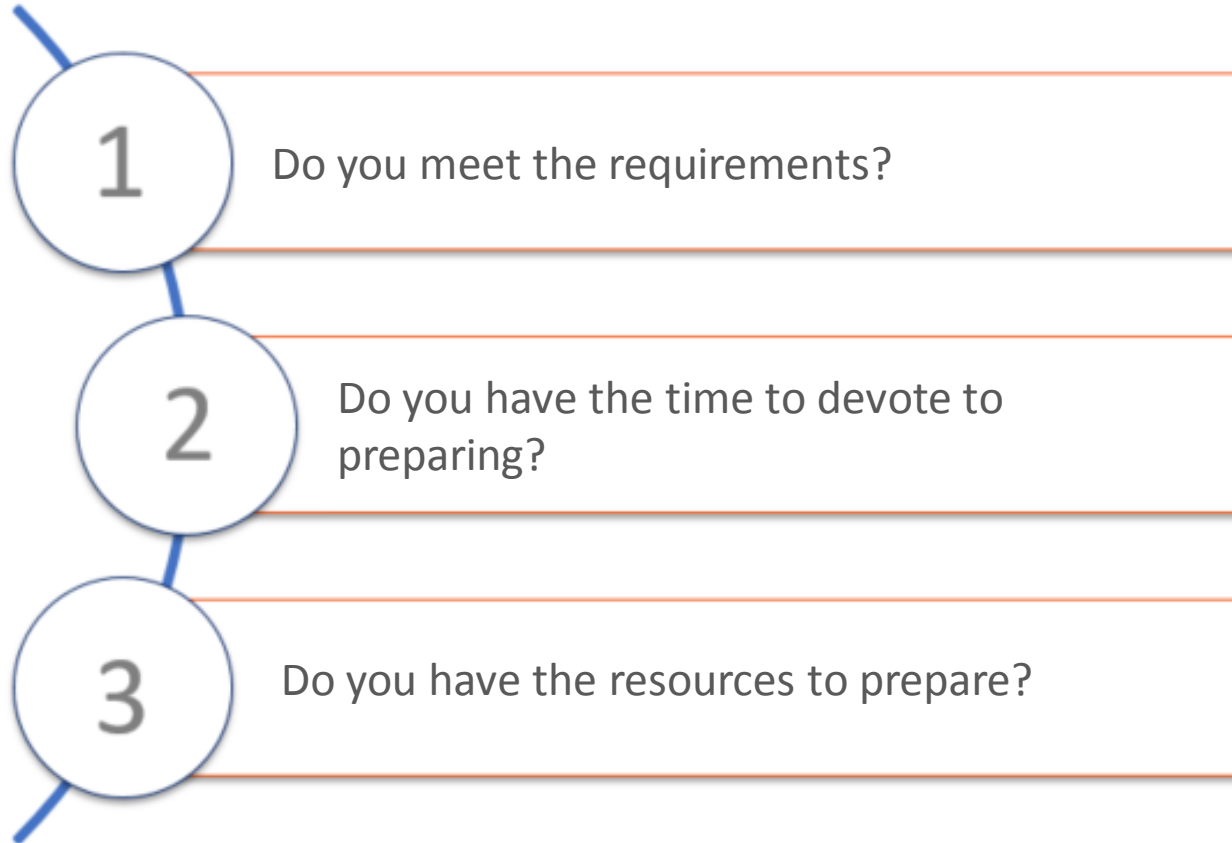 1
Do you meet the requirements?
2
Do you have the time to devote to
preparing?
3
Do you have the resources to prepare?